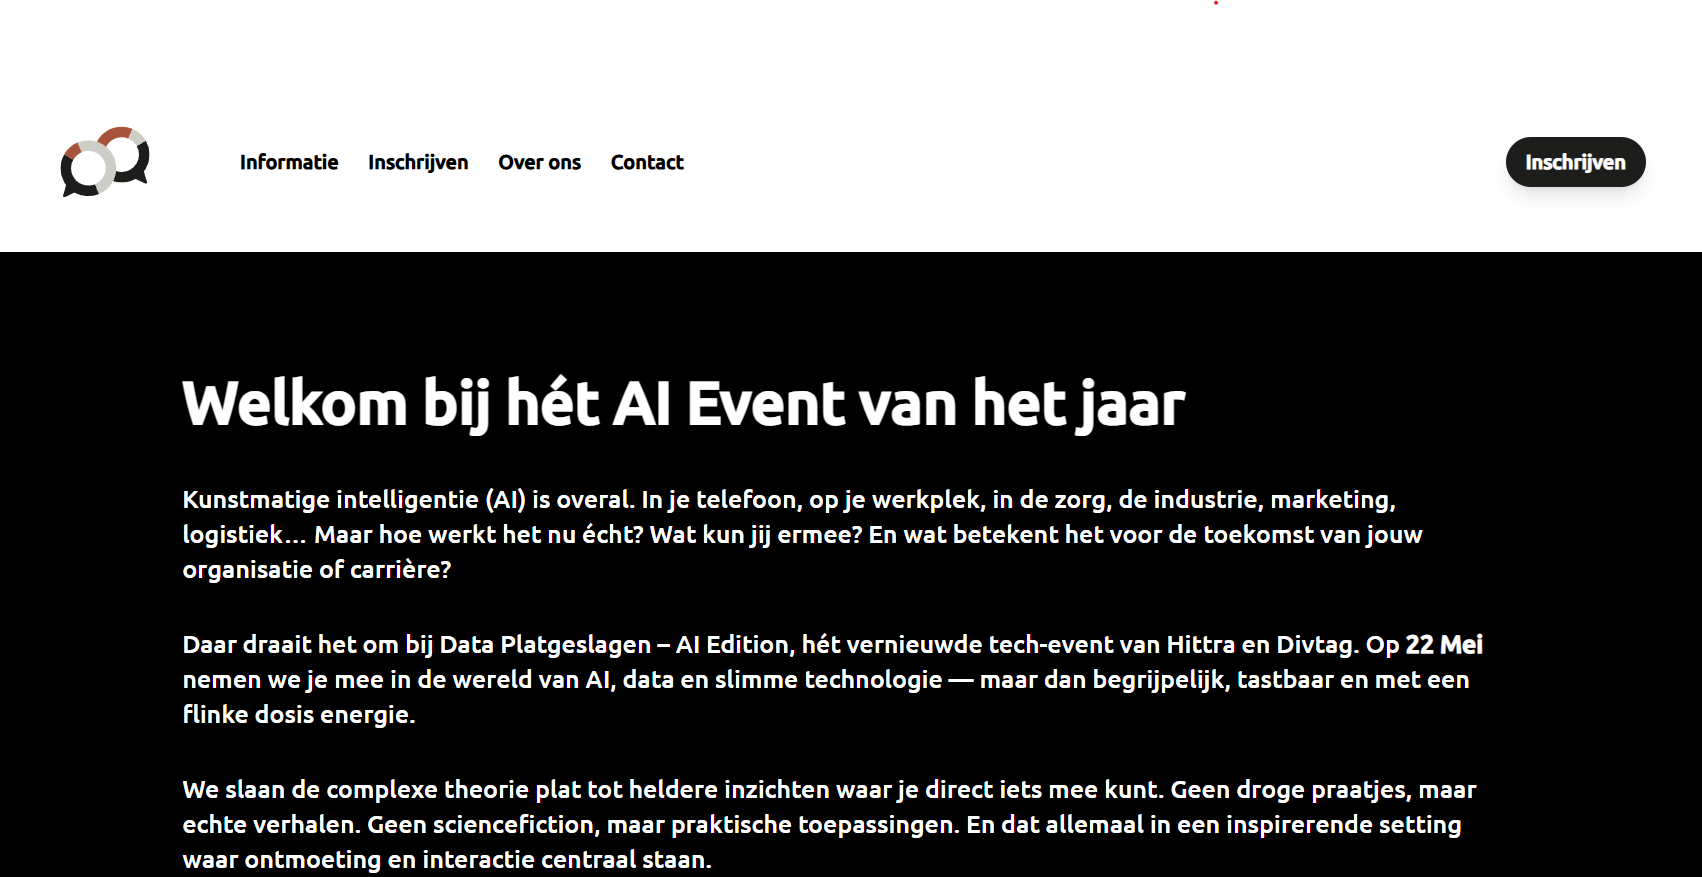 Informatie Inschrijven Over ons Contact Inschrijven
Welkom bij hét AI Event van het jaar
Kunstmatige intelligentie (AI) is overal. In je telefoon, op je werkplek, in de zorg, de industrie, marketing,
logistiek… Maar hoe werkt het nu écht? Wat kun jij ermee? En wat betekent het voor de toekomst van jouw
organisatie of carrière?
Daar draait het om bij Data Platgeslagen – AI Edition, hét vernieuwde tech-event van Hittra en Divtag. Op 22 Mei
nemen we je mee in de wereld van AI, data en slimme technologie — maar dan begrijpelijk, tastbaar en met een
flinke dosis energie.
We slaan de complexe theorie plat tot heldere inzichten waar je direct iets mee kunt. Geen droge praatjes, maar
echte verhalen. Geen sciencefiction, maar praktische toepassingen. En dat allemaal in een inspirerende setting
waar ontmoeting en interactie centraal staan.